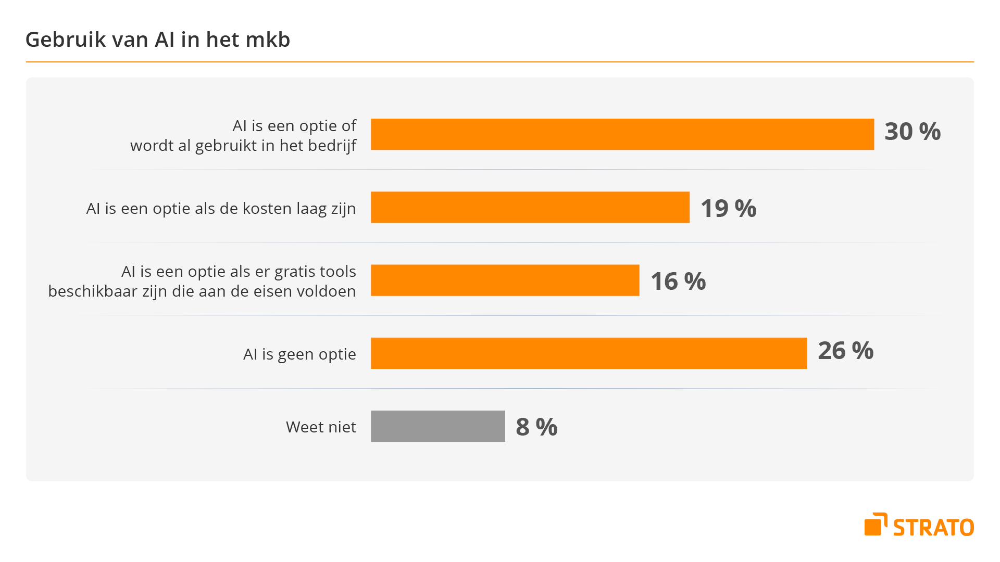 Gebruik van AI in het mkb
AI is een optie of
wordt al gebruikt in het bedrijf
30 %
AI is een optie als de kosten laag zijn
19 %
AI is een optie als er gratis tools
beschikbaar zijn die aan de eisen voldoen
16 %
AI is geen optie
26 %
Weet niet
8 %
STRATO